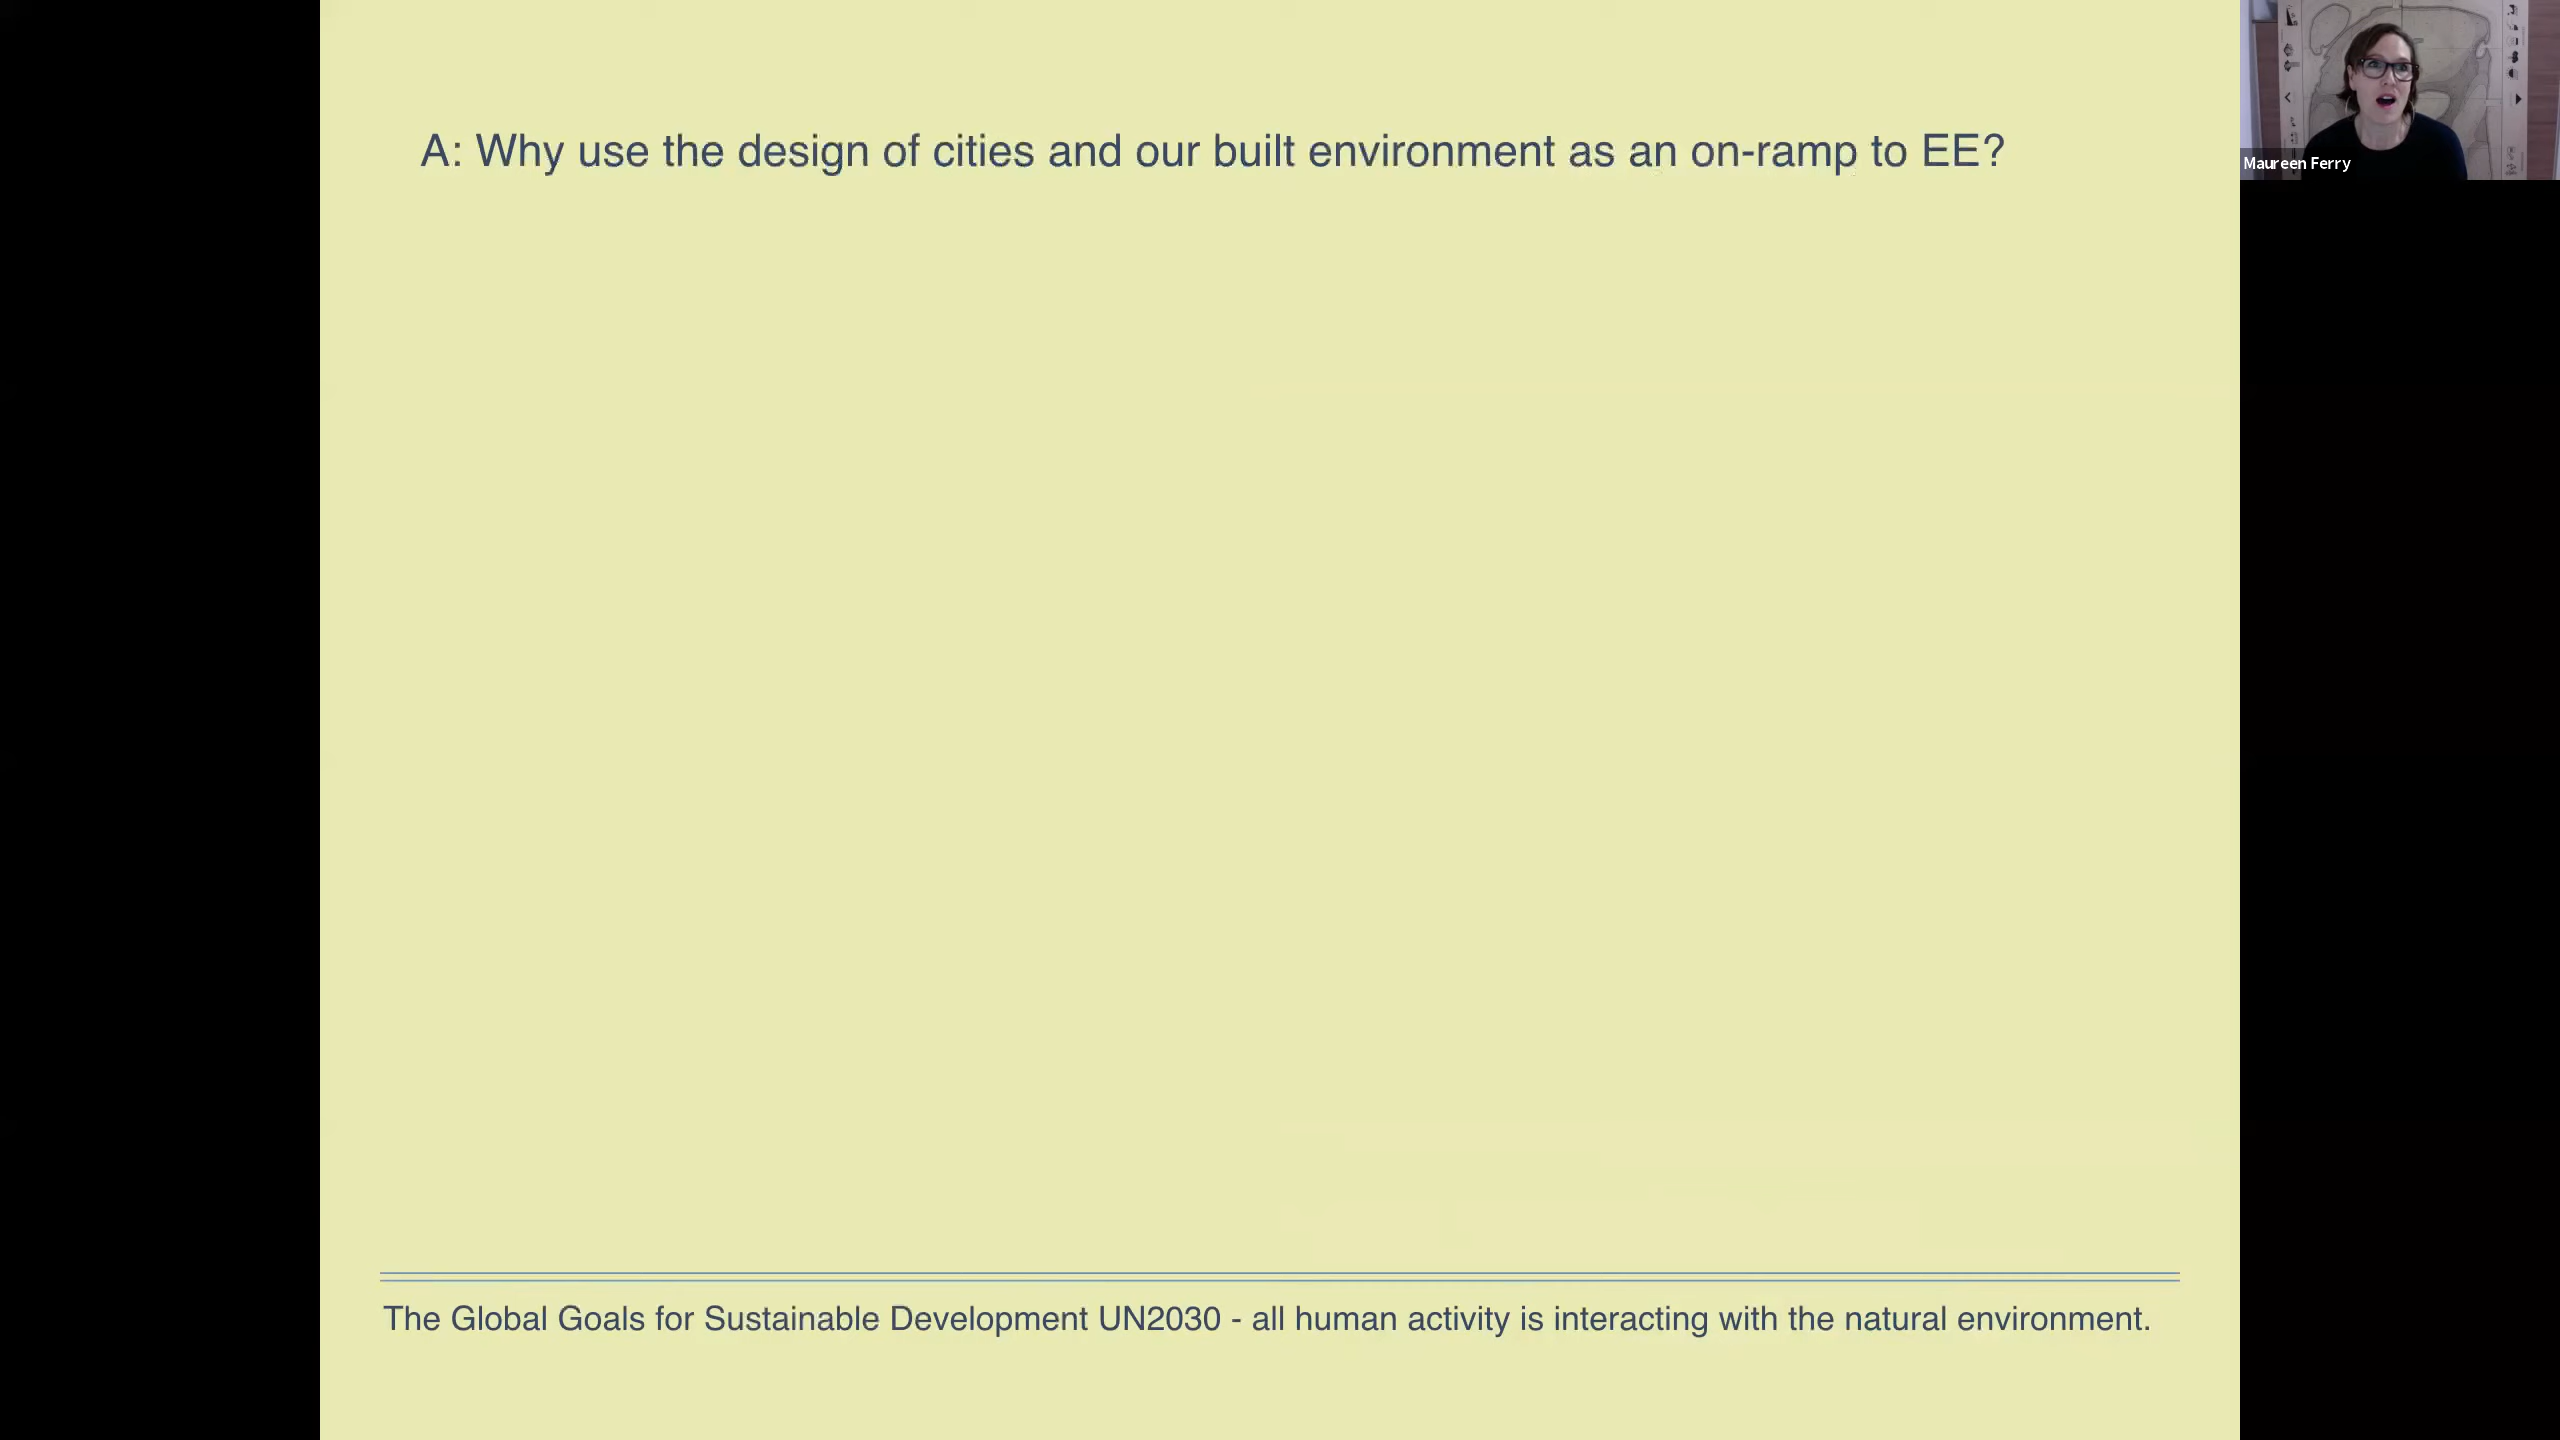 A: Why use the design of cities and our built environment as an on-ramp to EE?
Maureen Ferry
The Global Goals for Sustainable Development UN2030 - all human activity is interacting with the natural environment.